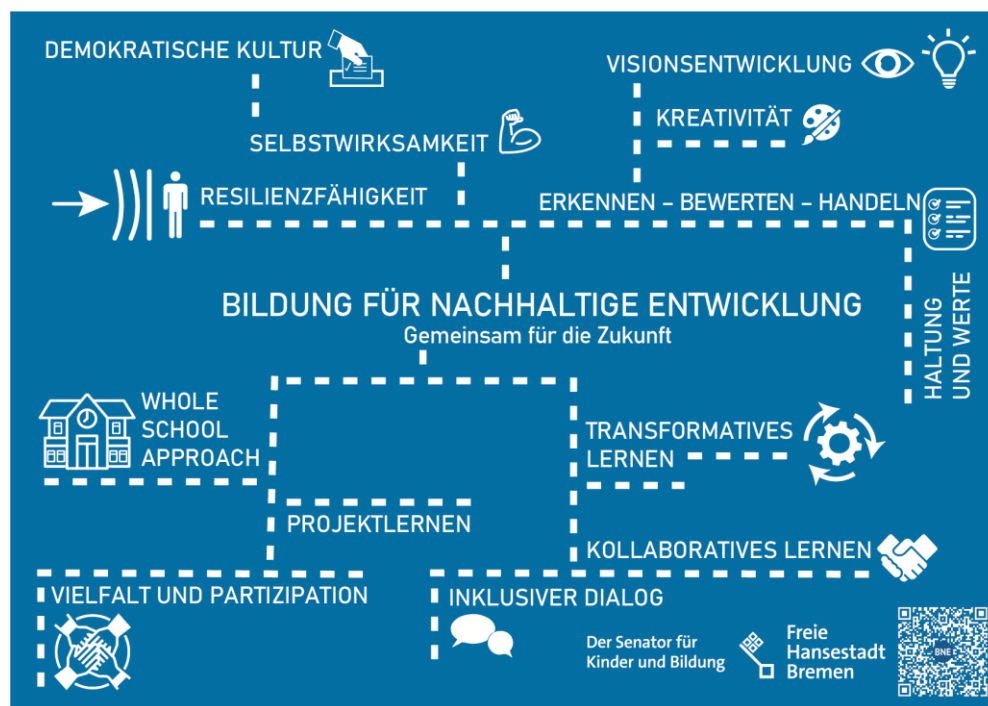 DEMOKRATISCHE KULTUR
VISIONSENTWICKLUNG
KREATIVITÄT
SELBSTWIRKSAMKEIT
RESILIENZFÄHIGKEIT
ERKENNEN – BEWERTEN – HANDELN
HALTUNG
UND WERTE
BILDUNG FÜR NACHHALTIGE ENTWICKLUNG
Gemeinsam für die Zukunft
WHOLE
SCHOOL
APPROACH
TRANSFORMATIVES
LERNEN
PROJEKTLERNEN
KOLLABORATIVES LERNEN
VIELFALT UND PARTIZIPATION
INKLUSIVER DIALOG
Der Senator für
Kinder und Bildung
Freie
Hansestadt
Bremen
BNE